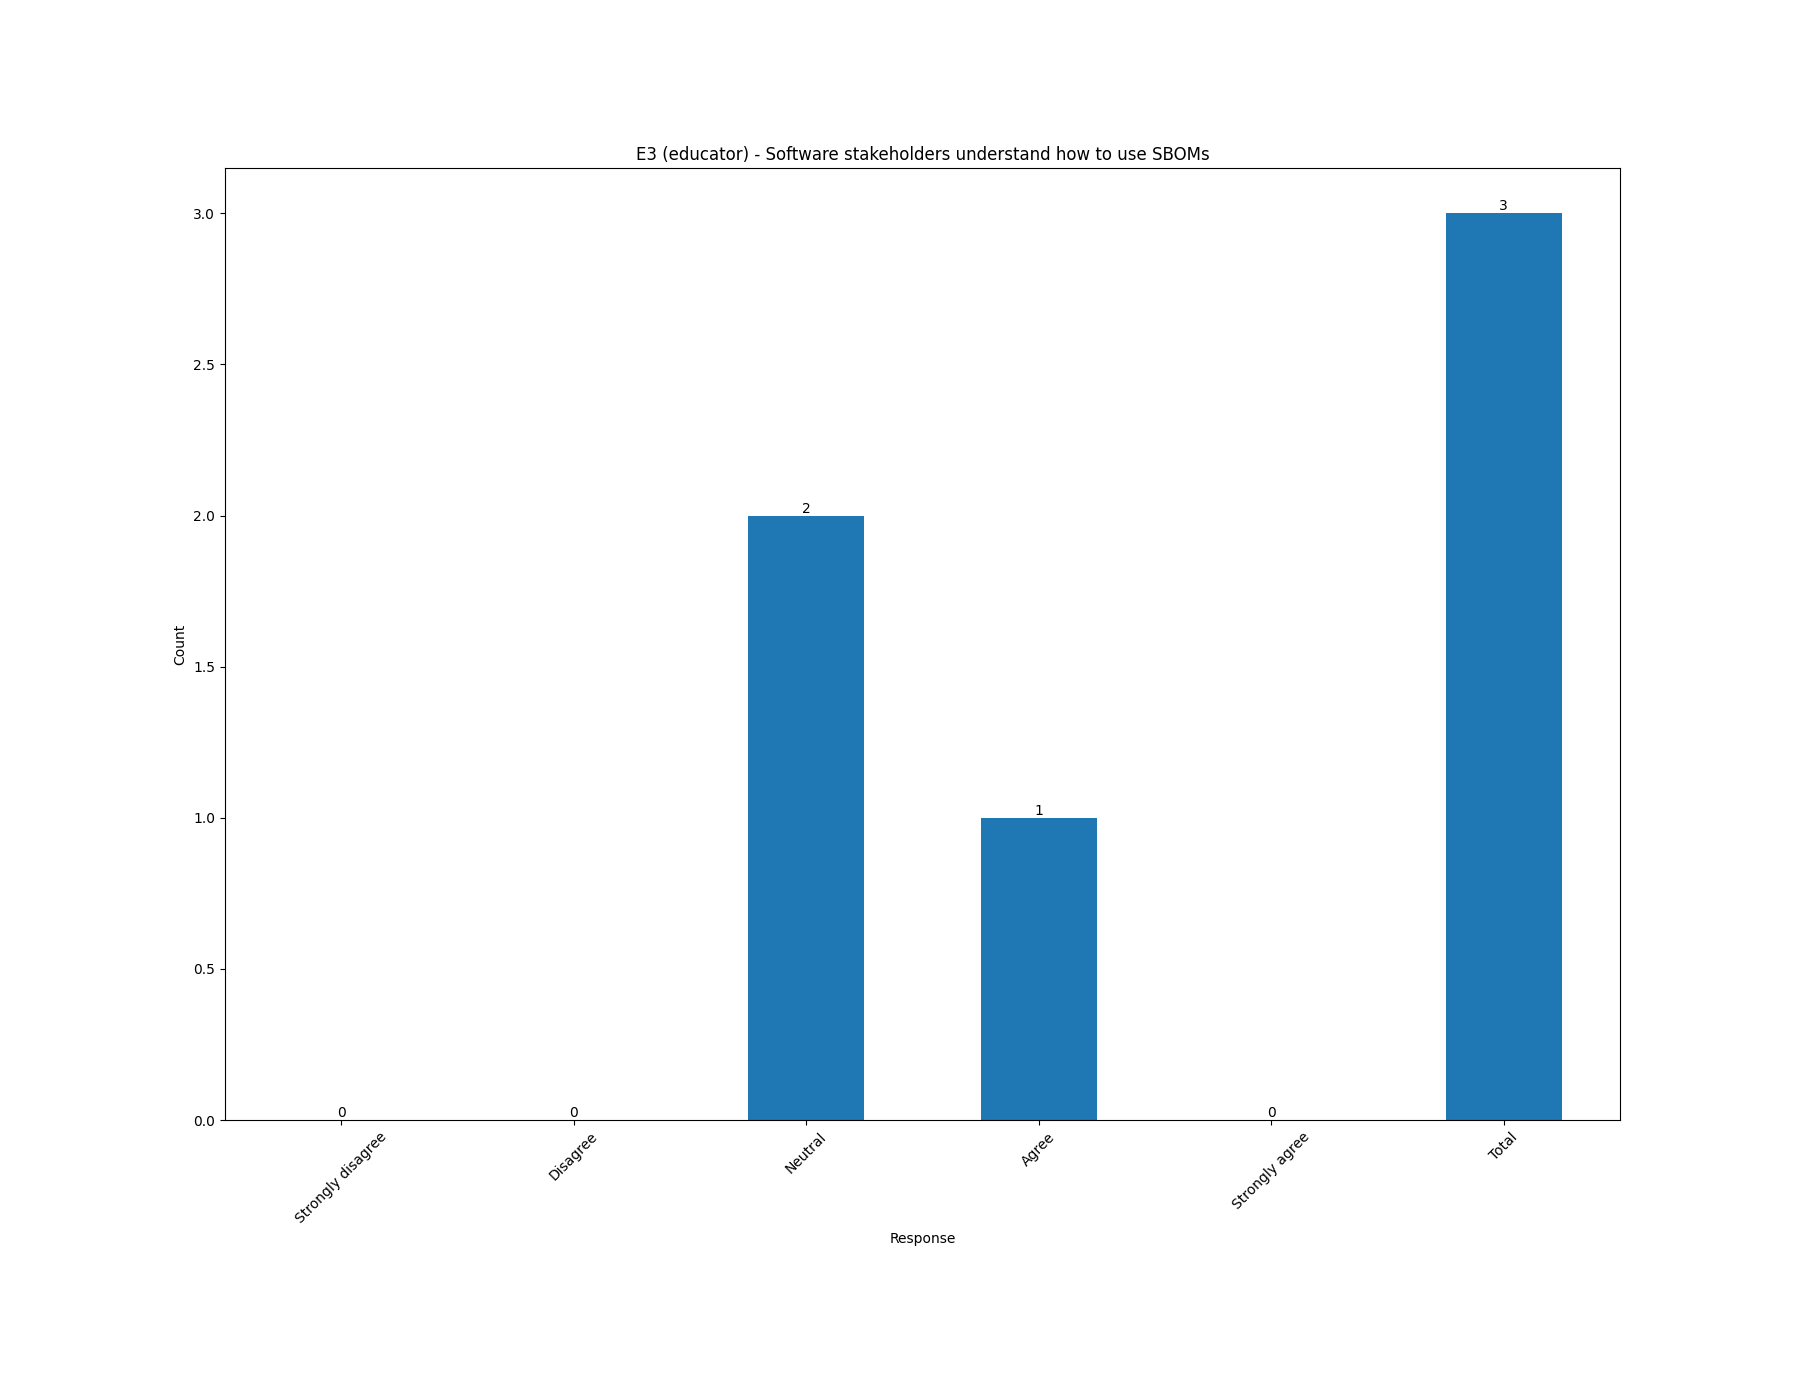 E3 (educator) - Software stakeholders understand how to use SBOMs
3.0
2.5
2.0
1.5
1.0
0.5
0.0
Count
0
0
2
1
0
3
Strongly disagree
Disagree
Neutral
Agree
Strongly agree
Total
Response